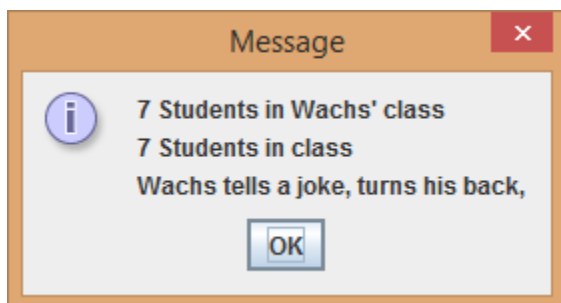 Message
7 Students in Wachs' class
7 Students in class
Wachs tells a joke, turns his back,
OK